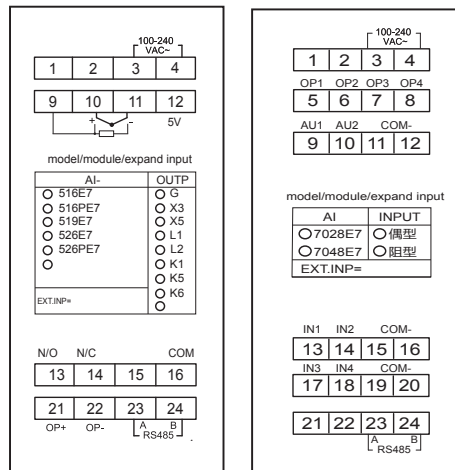 100-240
VAC~
1 2 3 4
9 10 11 12
+ - 5V
model/module/expand input
AI- OUTP
516E7 G
516PE7 X3
519E7 X5
526E7 L1
526PE7 L2
K1
K5
K6
EXT.INP=
N/O N/C COM
13 14 15 16
21 22 23 24
OP+ OP- A B
RS485
100-240
VAC~
1 2 3 4
OP1 OP2 OP3 OP4
5 6 7 8
AU1 AU2 COM-
9 10 11 12
model/module/expand input
AI INPUT
7028E7 偶型
7048E7 阻型
EXT.INP=
IN1 IN2 COM-
13 14 15 16
IN3 IN4 COM-
17 18 19 20
21 22 23 24
A B
RS485